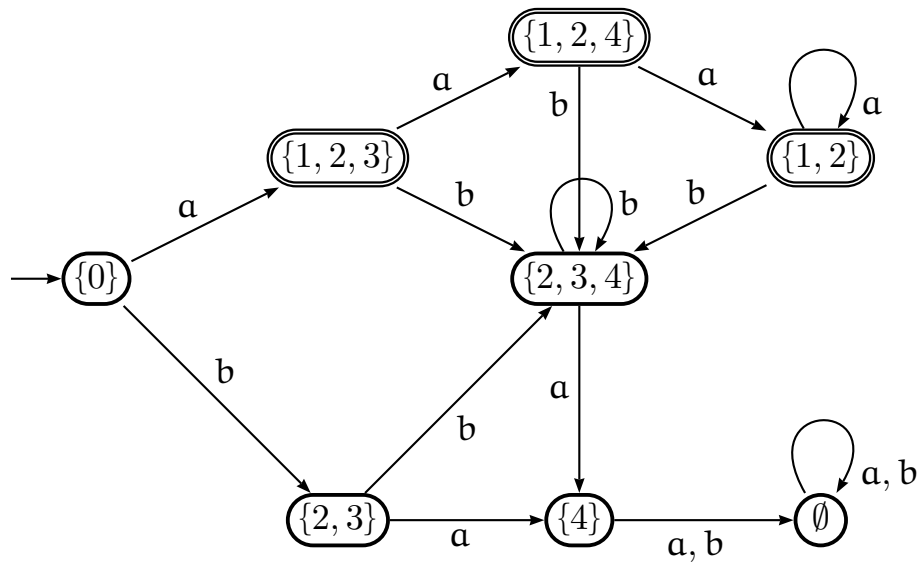 {1, 2, 4}
a
a
b
a
{1, 2, 3}
{1, 2}
b
b
b
a
{0}
{2, 3, 4}
b
a
b
{2, 3}
a
{4}
a, b
∅
a, b